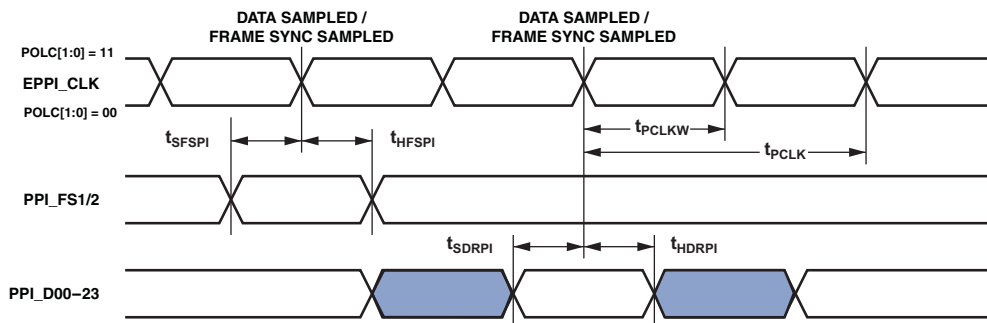 DATA SAMPLED /
FRAME SYNC SAMPLED
DATA SAMPLED /
FRAME SYNC SAMPLED
POLC[1:0] = 11
EPPI_CLK
POLC[1:0] = 00
tPCLKW
tSFSPI
tHFSPI
tPCLK
PPI_FS1/2
tSDRPI
tHDRPI
PPI_D00–23